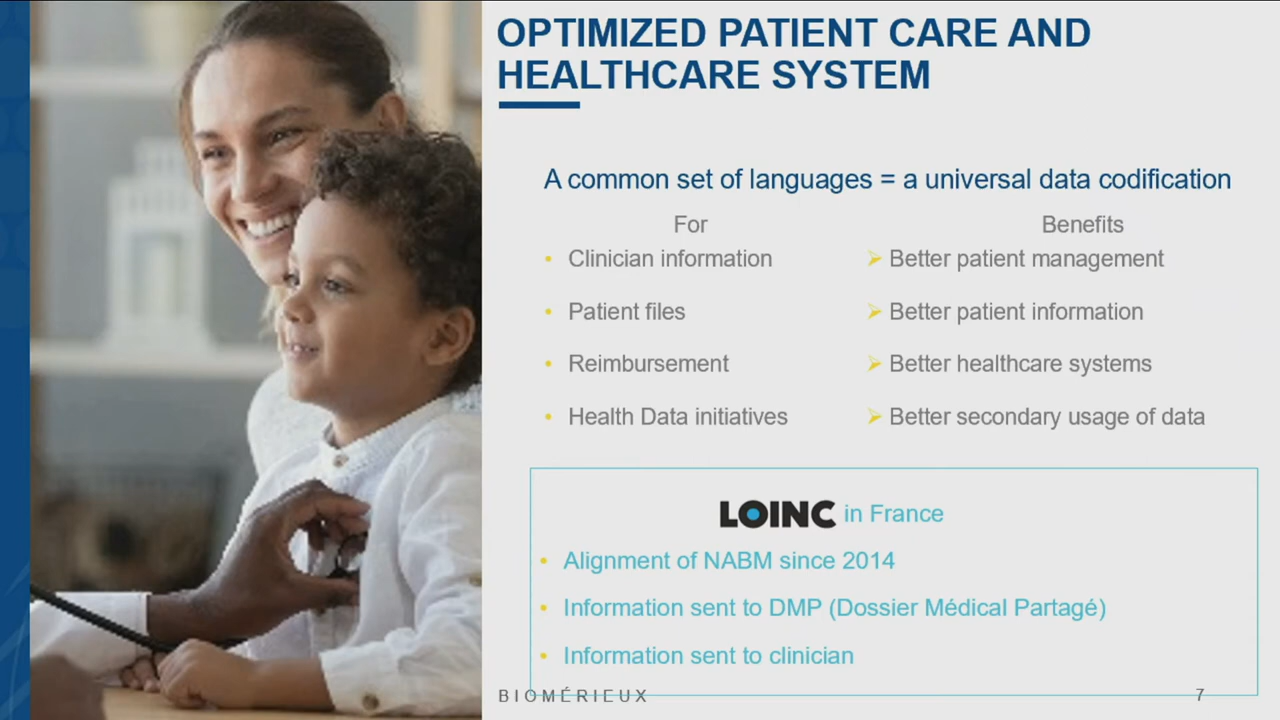 OPTIMIZED PATIENT CARE AND
HEALTHCARE SYSTEM
A common set of languages = a universal data codification
For
Benefits
• Clinician information
➢ Better patient management
• Patient files
➢ Better patient information
• Reimbursement
➢ Better healthcare systems
• Health Data initiatives
➢ Better secondary usage of data
LOINC in France
• Alignment of NABM since 2014
• Information sent to DMP (Dossier Médical Partagé)
• Information sent to clinician
BIOMÉRIEUX
7